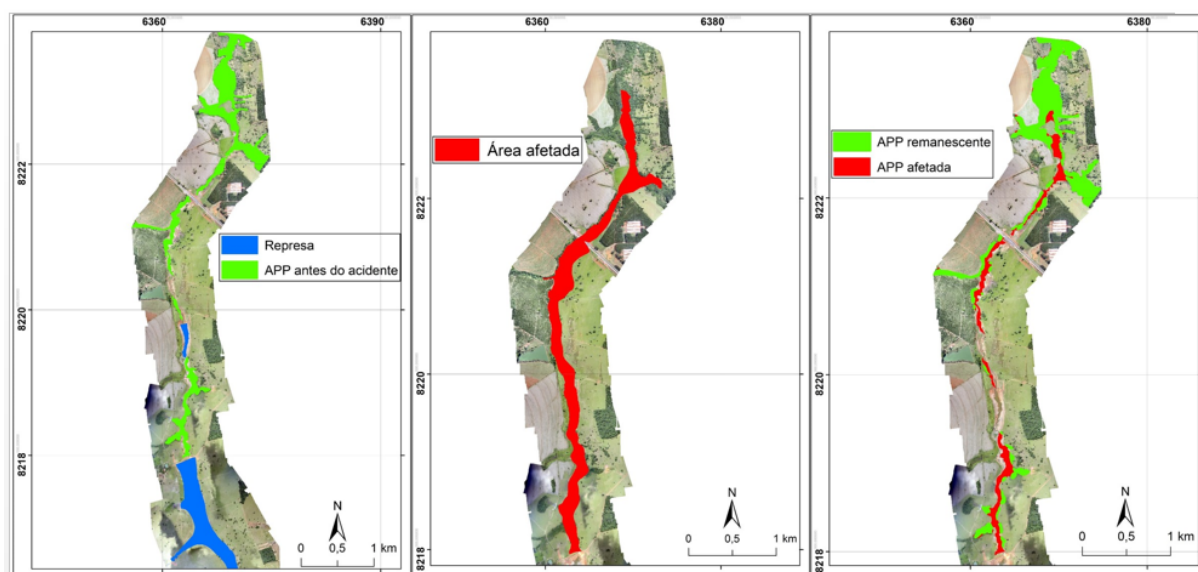 6360
6390
8222
8220
8218
Represa
APP antes do acidente
N
0 0,5 1 km
6360
6380
8222
8220
8218
Área afetada
N
0 0,5 1 km
6360
6380
8222
8220
8218
APP remanescente
APP afetada
N
0 0,5 1 km